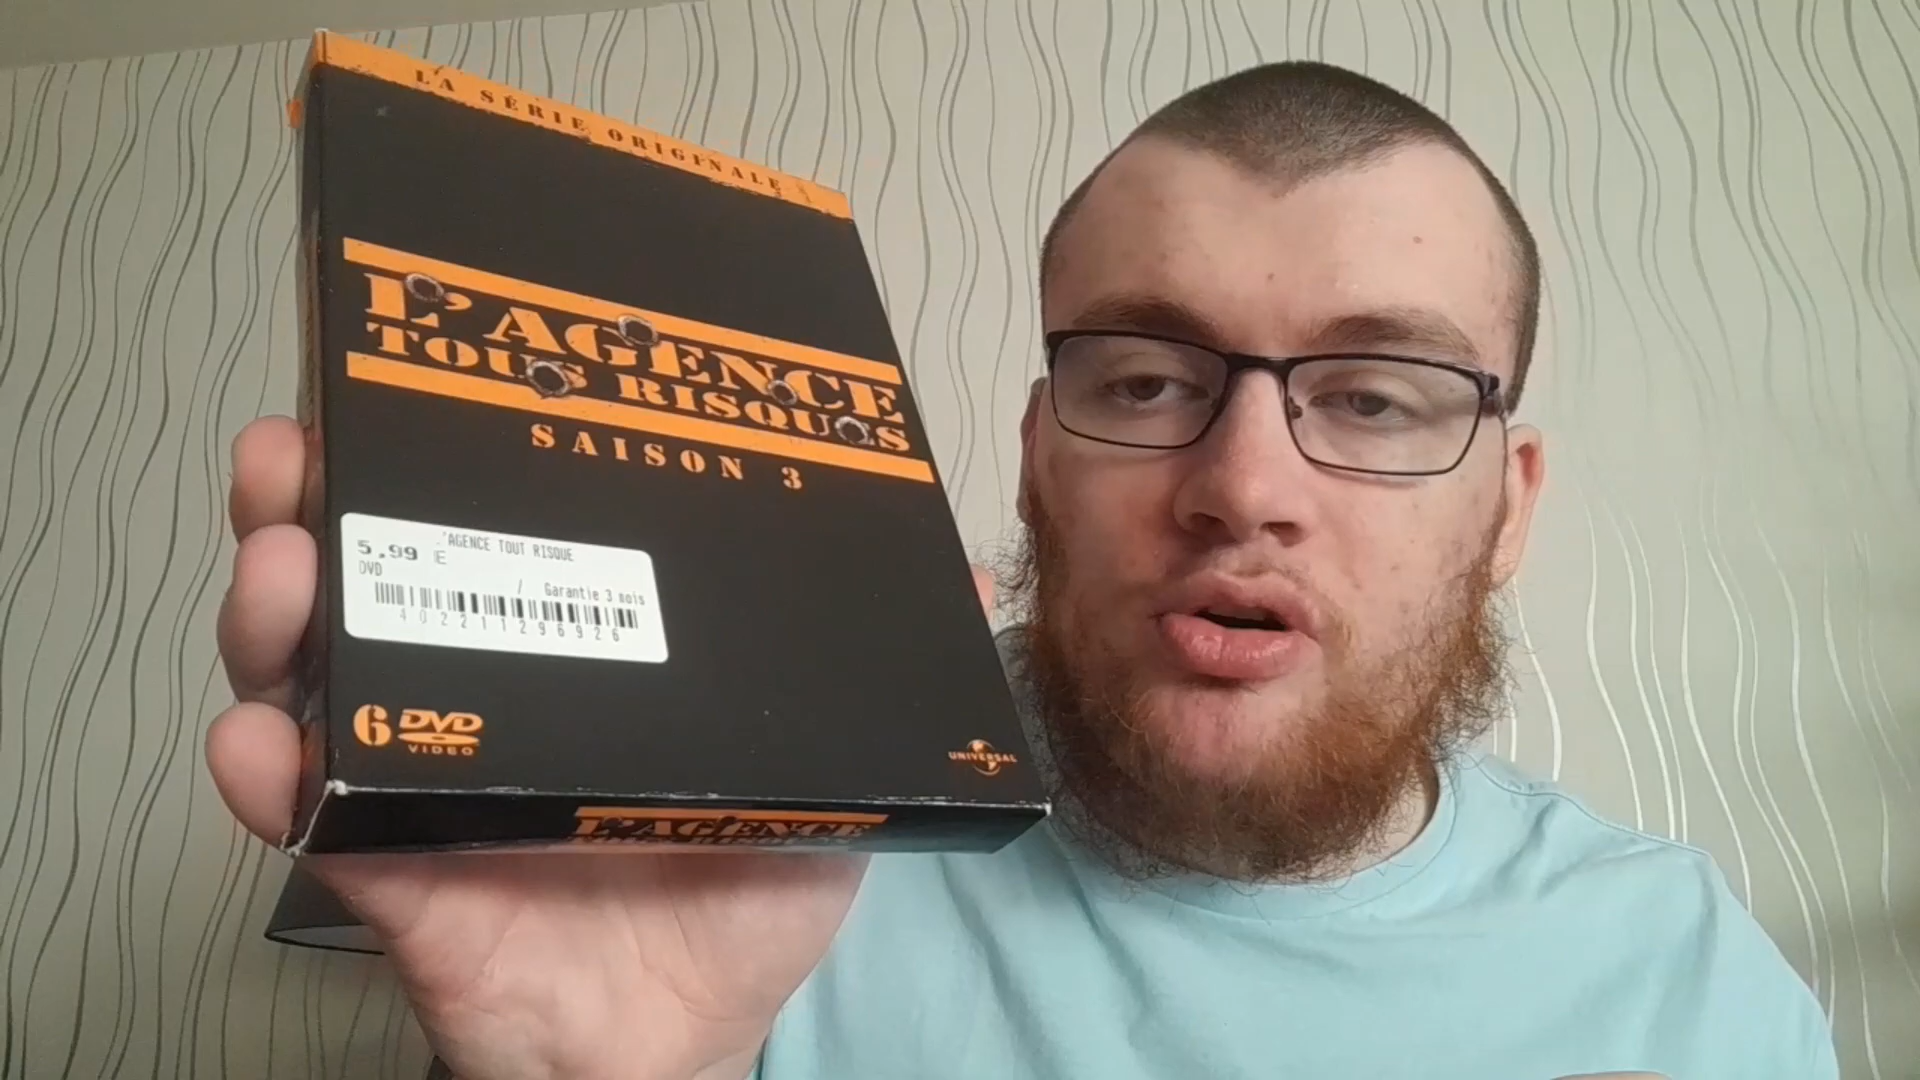 LA SÉRIE ORIGINALE
L'AGENCE
TOUS RISQUES
SAISON 3
'AGENCE TOUT RISQUE
5,99 E
DVD
/ Garantie 3 mois
402211296926
6 DVD
VIDEO
UNIVERSAL
L'AGENCE